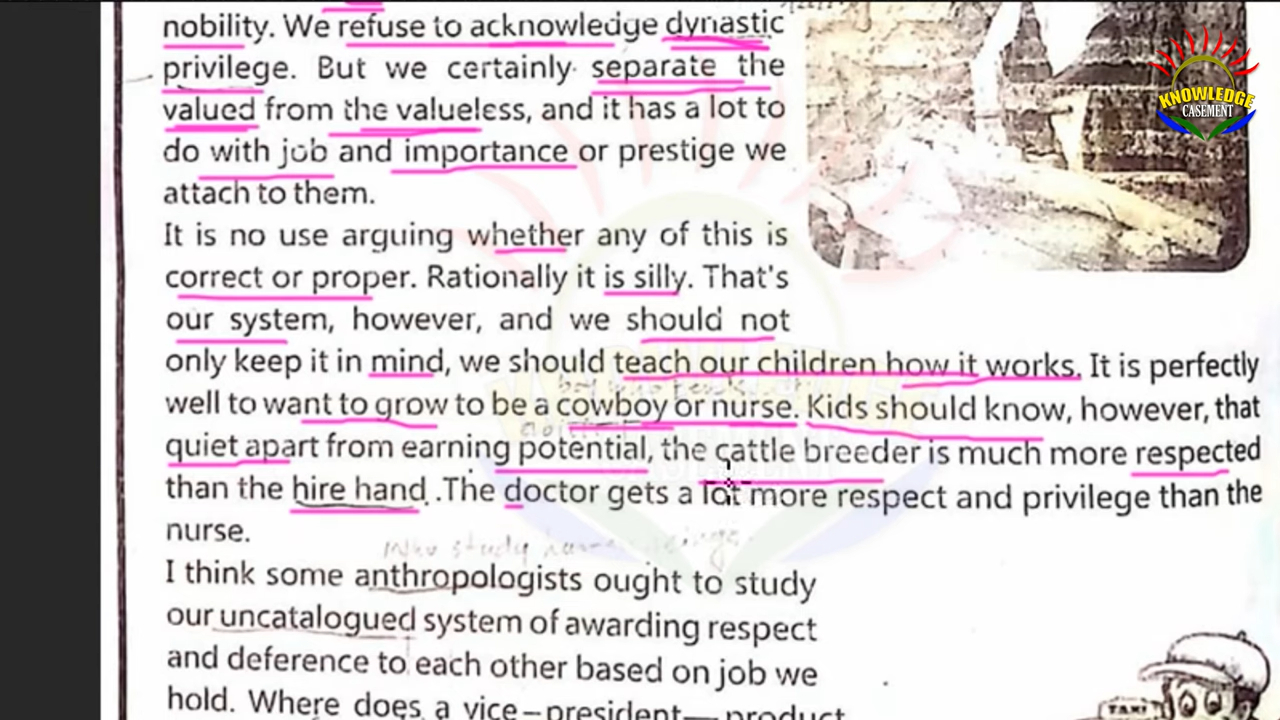 nobility. We refuse to acknowledge dynastic
privilege. But we certainly separate the
valued from the valueless, and it has a lot to
do with job and importance or prestige we
attach to them.
It is no use arguing whether any of this is
correct or proper. Rationally it is silly. That's
our system, however, and we should not
only keep it in mind, we should teach our children how it works. It is perfectly
well to want to grow to be a cowboy or nurse. Kids should know, however, that
quiet apart from earning potential, the cattle breeder is much more respected
than the hire hand .The doctor gets a lot more respect and privilege than the
nurse.
Who study human beings.
I think some anthropologists ought to study
our uncatalogued system of awarding respect
and deference to each other based on job we
hold. Where does a vice–president—product
TAXI
KNOWLEDGE
CASEMENT